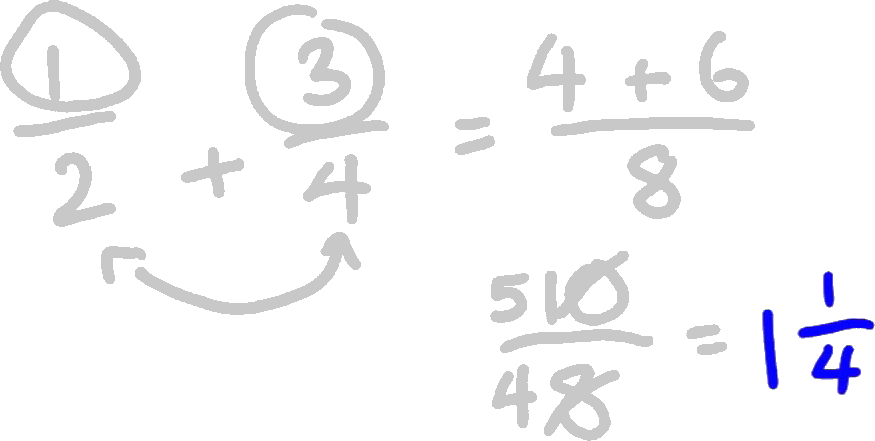 1/2 + 3/4 = (4 + 6)/8
5 10/4 8 = 1 1/4